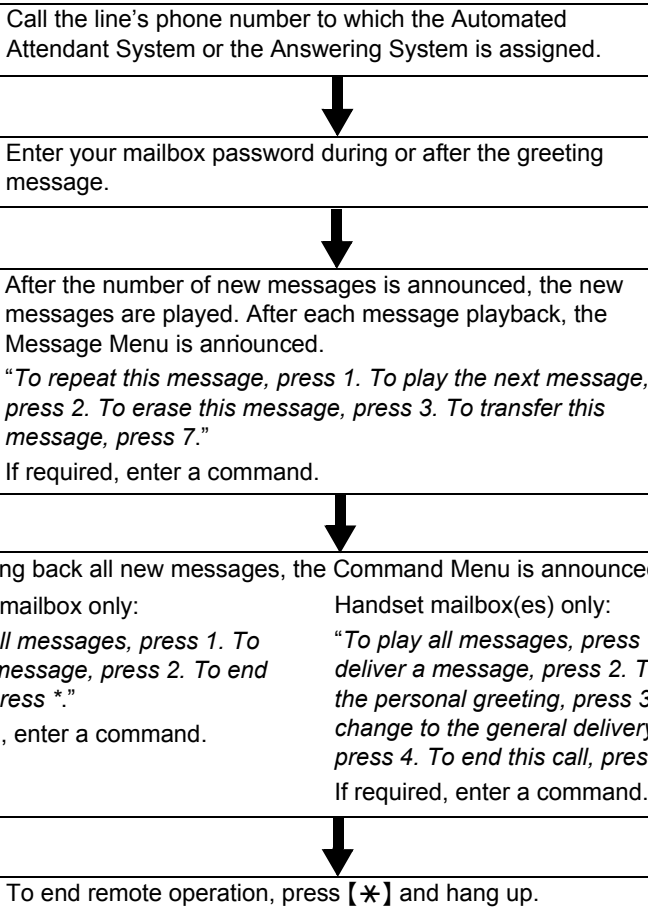 Call the line's phone number to which the Automated
Attendant System or the Answering System is assigned.
Enter your mailbox password during or after the greeting
message.
After the number of new messages is announced, the new
messages are played. After each message playback, the
Message Menu is announced.
“To repeat this message, press 1. To play the next message,
press 2. To erase this message, press 3. To transfer this
message, press 7.”
If required, enter a command.
back all new messages, the Command Menu is
mailbox only:
messages, press 1. To
message, press 2. To end
*.”
, enter a command.
Handset mailbox(es) only:
“To play all messages, press
deliver a message, press 2.
the personal greeting, press 3
change to the general delivery
press 4. To end this call,
If required, enter a command.
To end remote operation, press【*】and hang up.